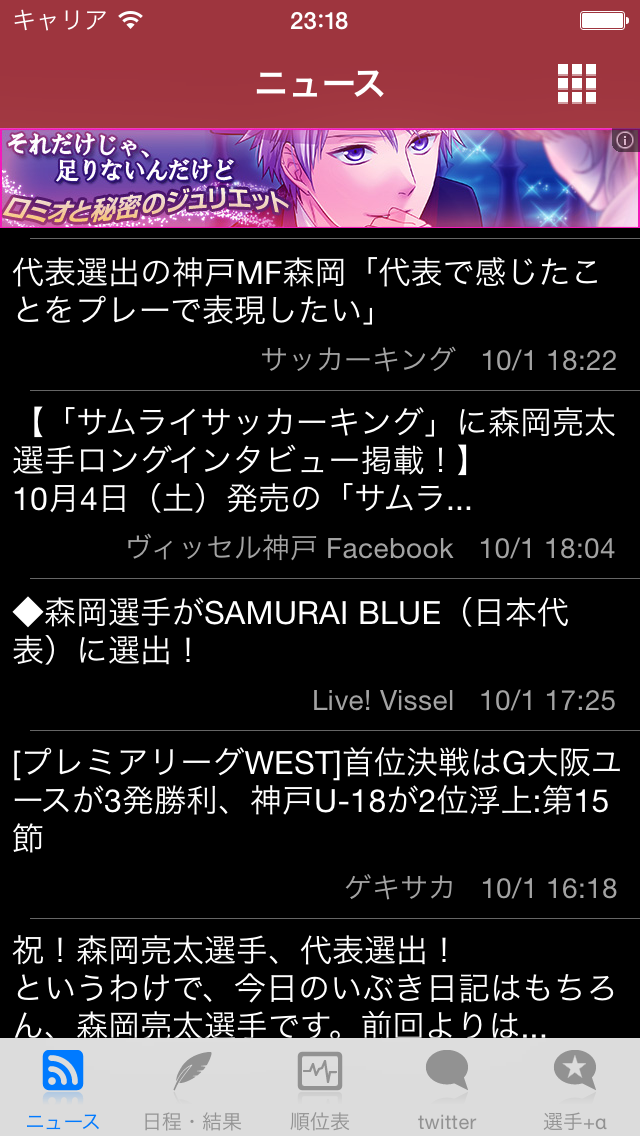 キャリア 23:18
ニュース
それだけじゃ、
足りないんだけど
ロミオと秘密のジュリエット
代表選出の神戸MF森岡「代表で感じたこ
とをプレーで表現したい」
サッカーキング 10/1 18:22
【「サムライサッカーキング」に森岡亮太
選手ロングインタビュー掲載！】
10月4日（土）発売の「サムラ...
ヴィッセル神戸 Facebook 10/1 18:04
◆森岡選手がSAMURAI BLUE（日本代
表）に選出！
Live! Vissel 10/1 17:25
[プレミアリーグWEST]首位決戦はG大阪ユ
ースが3発勝利、神戸U-18が2位浮上:第15
節
ゲキサカ 10/1 16:18
祝！森岡亮太選手、代表選出！
というわけで、今日のいぶき日記はもちろ
ん、森岡亮太選手です。前回よりは...
ニュース 日程・結果 順位表 twitter 選手+α